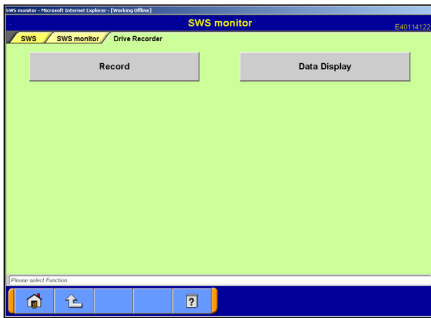 SWS monitor - Microsoft Internet Explorer - [Working Offline]
SWS monitor
E40114122
SWS SWS monitor Drive Recorder
Record Data Display
Please select Function
?